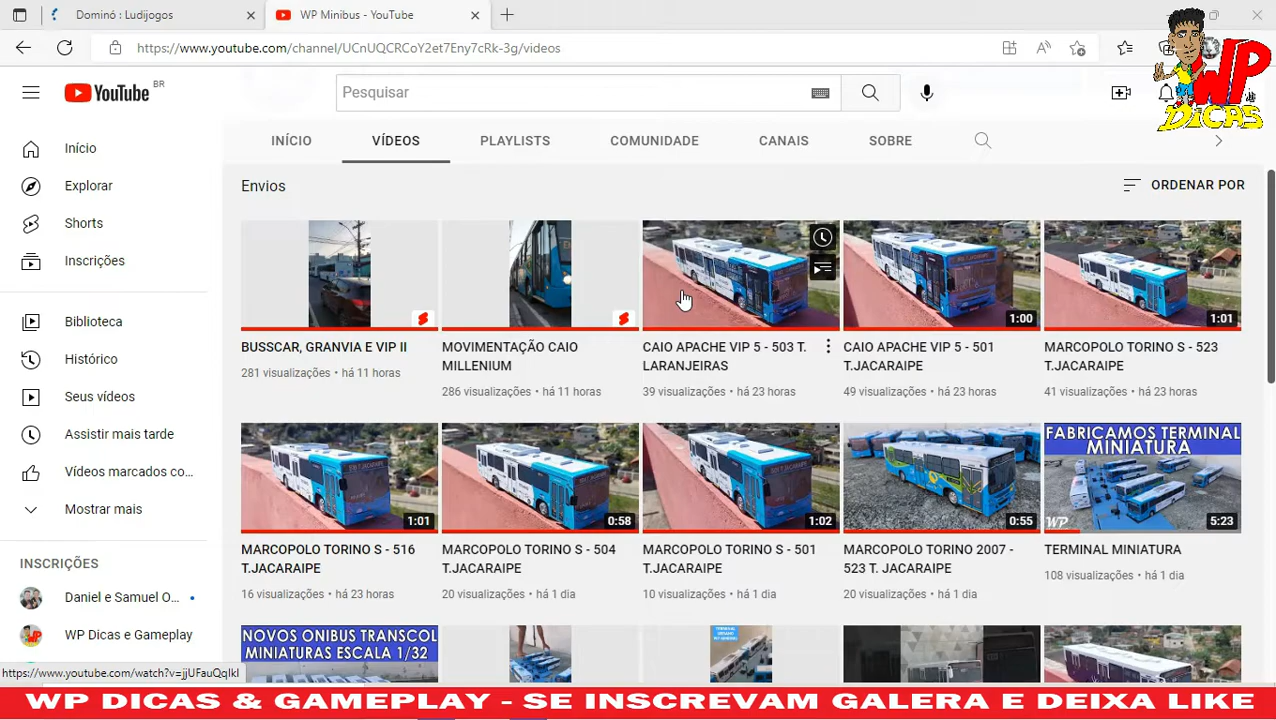 Dominó: Ludijogos
WP Minibus - YouTube
https://www.youtube.com/channel/UCnUQCRCoY2et7Eny7cRk-3g/videos
YouTube BR
Pesquisar
WP
DiCAS
INÍCIO
VÍDEOS
PLAYLISTS
COMUNIDADE
CANAIS
SOBRE
Início
Explorar
Shorts
Inscrições
Biblioteca
Histórico
Seus vídeos
Assistir mais tarde
Vídeos marcados co...
Mostrar mais
INSCRIÇÕES
Daniel e Samuel O...
WP Dicas e Gameplay
Envios
ORDENAR POR
BUSSCAR, GRANVIA E VIP II
281 visualizações • há 11 horas
MOVIMENTAÇÃO CAIO
MILLENIUM
286 visualizações • há 11 horas
CAIO APACHE VIP 5 - 503 T.
LARANJEIRAS
39 visualizações • há 23 horas
1:00
CAIO APACHE VIP 5 - 501
T.JACARAIPE
49 visualizações • há 23 horas
1:01
MARCOPOLO TORINO S - 523
T.JACARAIPE
41 visualizações • há 23 horas
1:01
MARCOPOLO TORINO S - 516
T.JACARAIPE
16 visualizações • há 23 horas
0:58
MARCOPOLO TORINO S - 504
T.JACARAIPE
20 visualizações • há 1 dia
1:02
MARCOPOLO TORINO S - 501
T.JACARAIPE
10 visualizações • há 1 dia
0:55
MARCOPOLO TORINO 2007 -
523 T. JACARAIPE
20 visualizações • há 1 dia
FABRICAMOS TERMINAL
MINIATURA
WP
5:23
TERMINAL MINIATURA
108 visualizações • há 1 dia
NOVOS ONIBUS TRANSCOL
MINIATURAS ESCALA 1/32
https://www.youtube.com/watch?v=jjUFauQqIkI
WP DICAS & GAMEPLAY - SE INSCREVAM GALERA E DEIXA LIKE